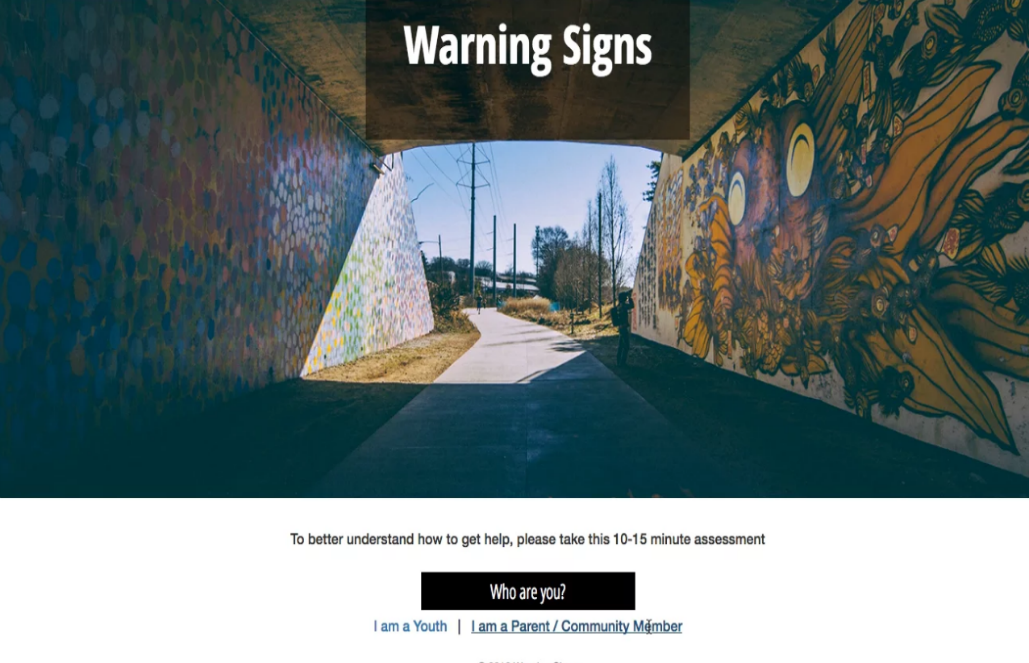 Warning Signs
To better understand how to get help, please take this 10-15 minute assessment
Who are you?
I am a Youth | I am a Parent / Community Member